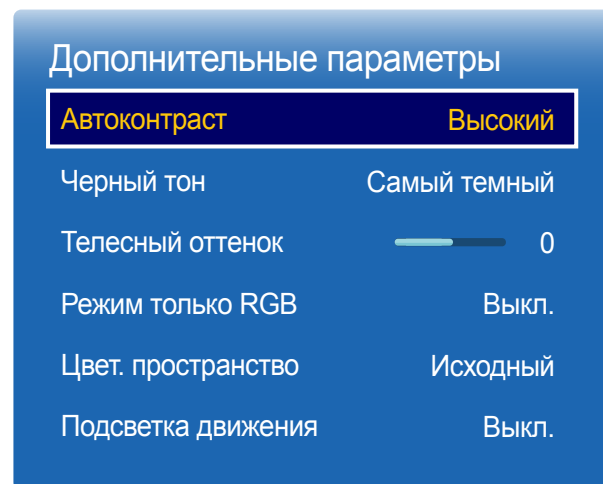 Дополнительные параметры
Автоконтраст Высокий
Черный тон Самый темный
Телесный оттенок 0
Режим только RGB Выкл.
Цвет. пространство Исходный
Подсветка движения Выкл.